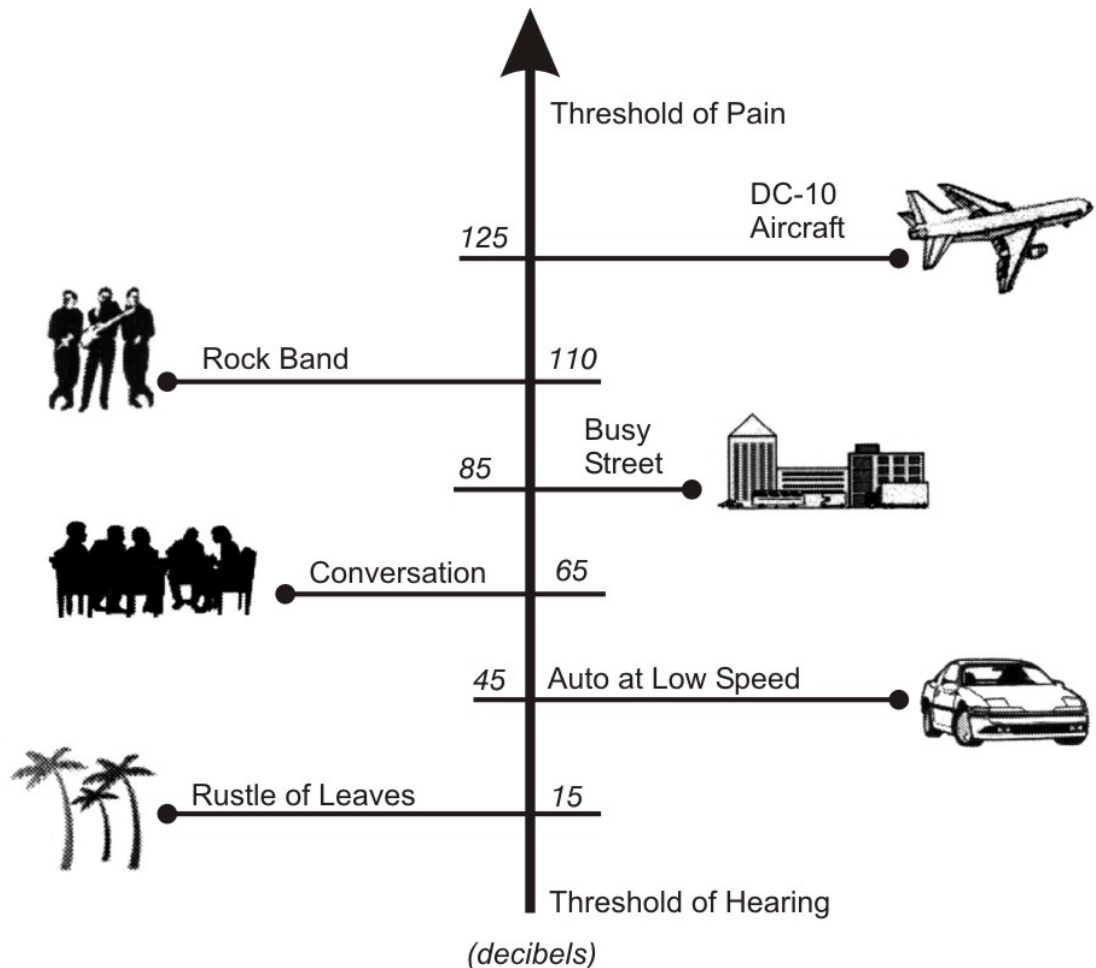 Threshold of Pain
DC-10
Aircraft
125
Rock Band
110
Busy
Street
85
Conversation
65
45
Auto at Low Speed
Rustle of Leaves
15
Threshold of Hearing
(decibels)